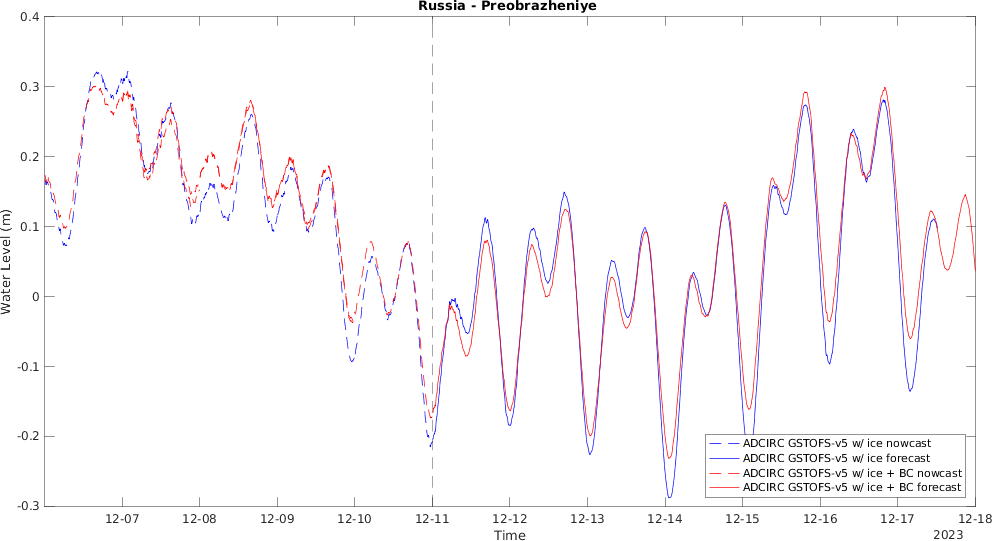 Russia - Preobrazheniye
0.4
0.3
0.2
0.1
0
-0.1
-0.2
-0.3
Water Level (m)
ADCIRC GSTOFS-v5 w/ ice nowcast
ADCIRC GSTOFS-v5 w/ ice forecast
ADCIRC GSTOFS-v5 w/ ice + BC nowcast
ADCIRC GSTOFS-v5 w/ ice + BC forecast
12-07 12-08 12-09 12-10 12-11 12-12 12-13 12-14 12-15 12-16 12-17 12-18
Time
2023